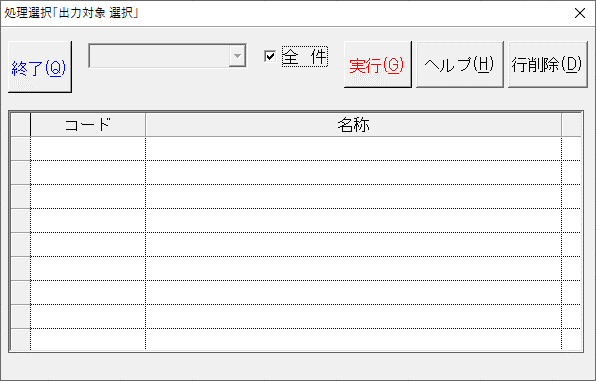 処理選択「出力対象 選択」
終了(Q) 全 件 実行(G) ヘルプ(H) 行削除(D)
コード 名称